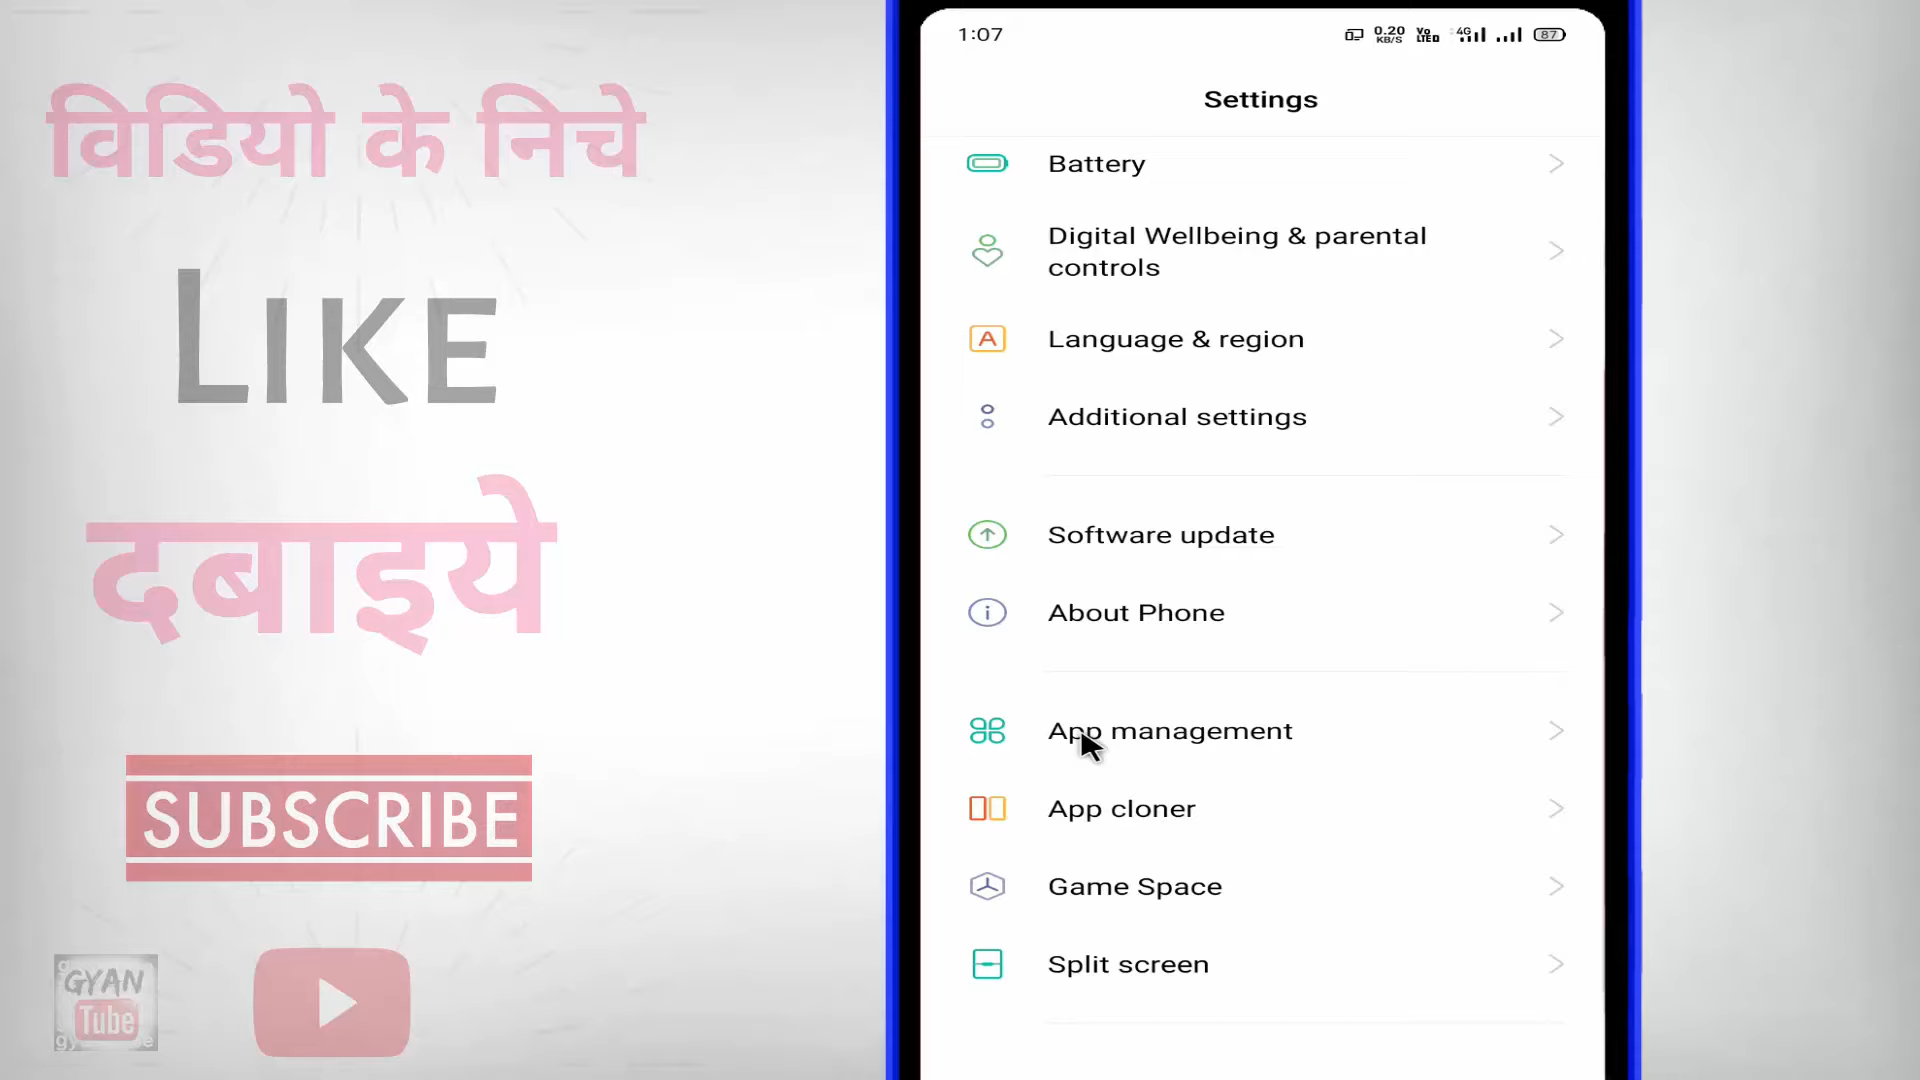 विडियो के निचे
LIKE
दबाइये
SUBSCRIBE
GYAN
Tube
1:07
0.20
KB/S
Vo
LTE
4G
87
Settings
Battery
Digital Wellbeing & parental
controls
Language & region
Additional settings
Software update
About Phone
App management
App cloner
Game Space
Split screen